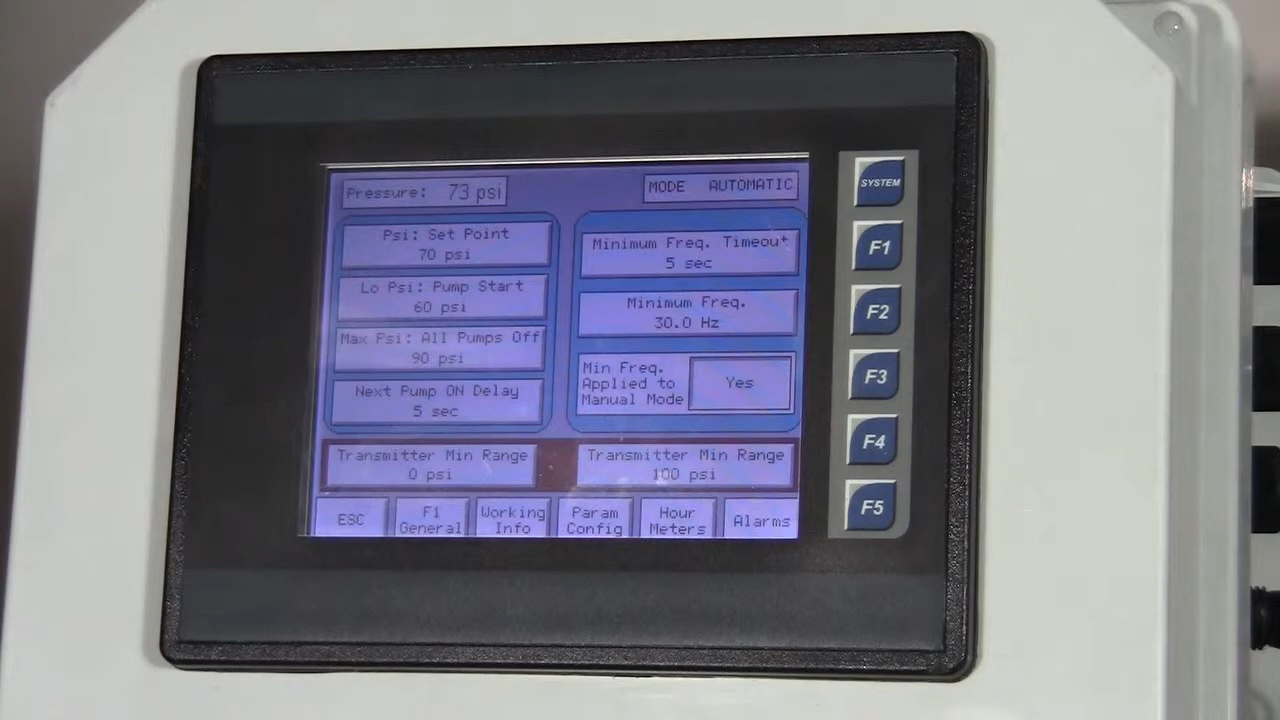 Pressure: 73 psi
MODE AUTOMATIC
Psi: Set Point
70 psi
Lo Psi: Pump Start
60 psi
Max Psi: All Pumps Off
90 psi
Next Pump ON Delay
5 sec
Minimum Freq. Timeout
5 sec
Minimum Freq.
30.0 Hz
Min Freq.
Applied to
Manual Mode
Yes
Transmitter Min Range
0 psi
Transmitter Min Range
100 psi
ESC
F1
General
Working
Info
Param
Config
Hour
Meters
Alarms
SYSTEM
F1
F2
F3
F4
F5